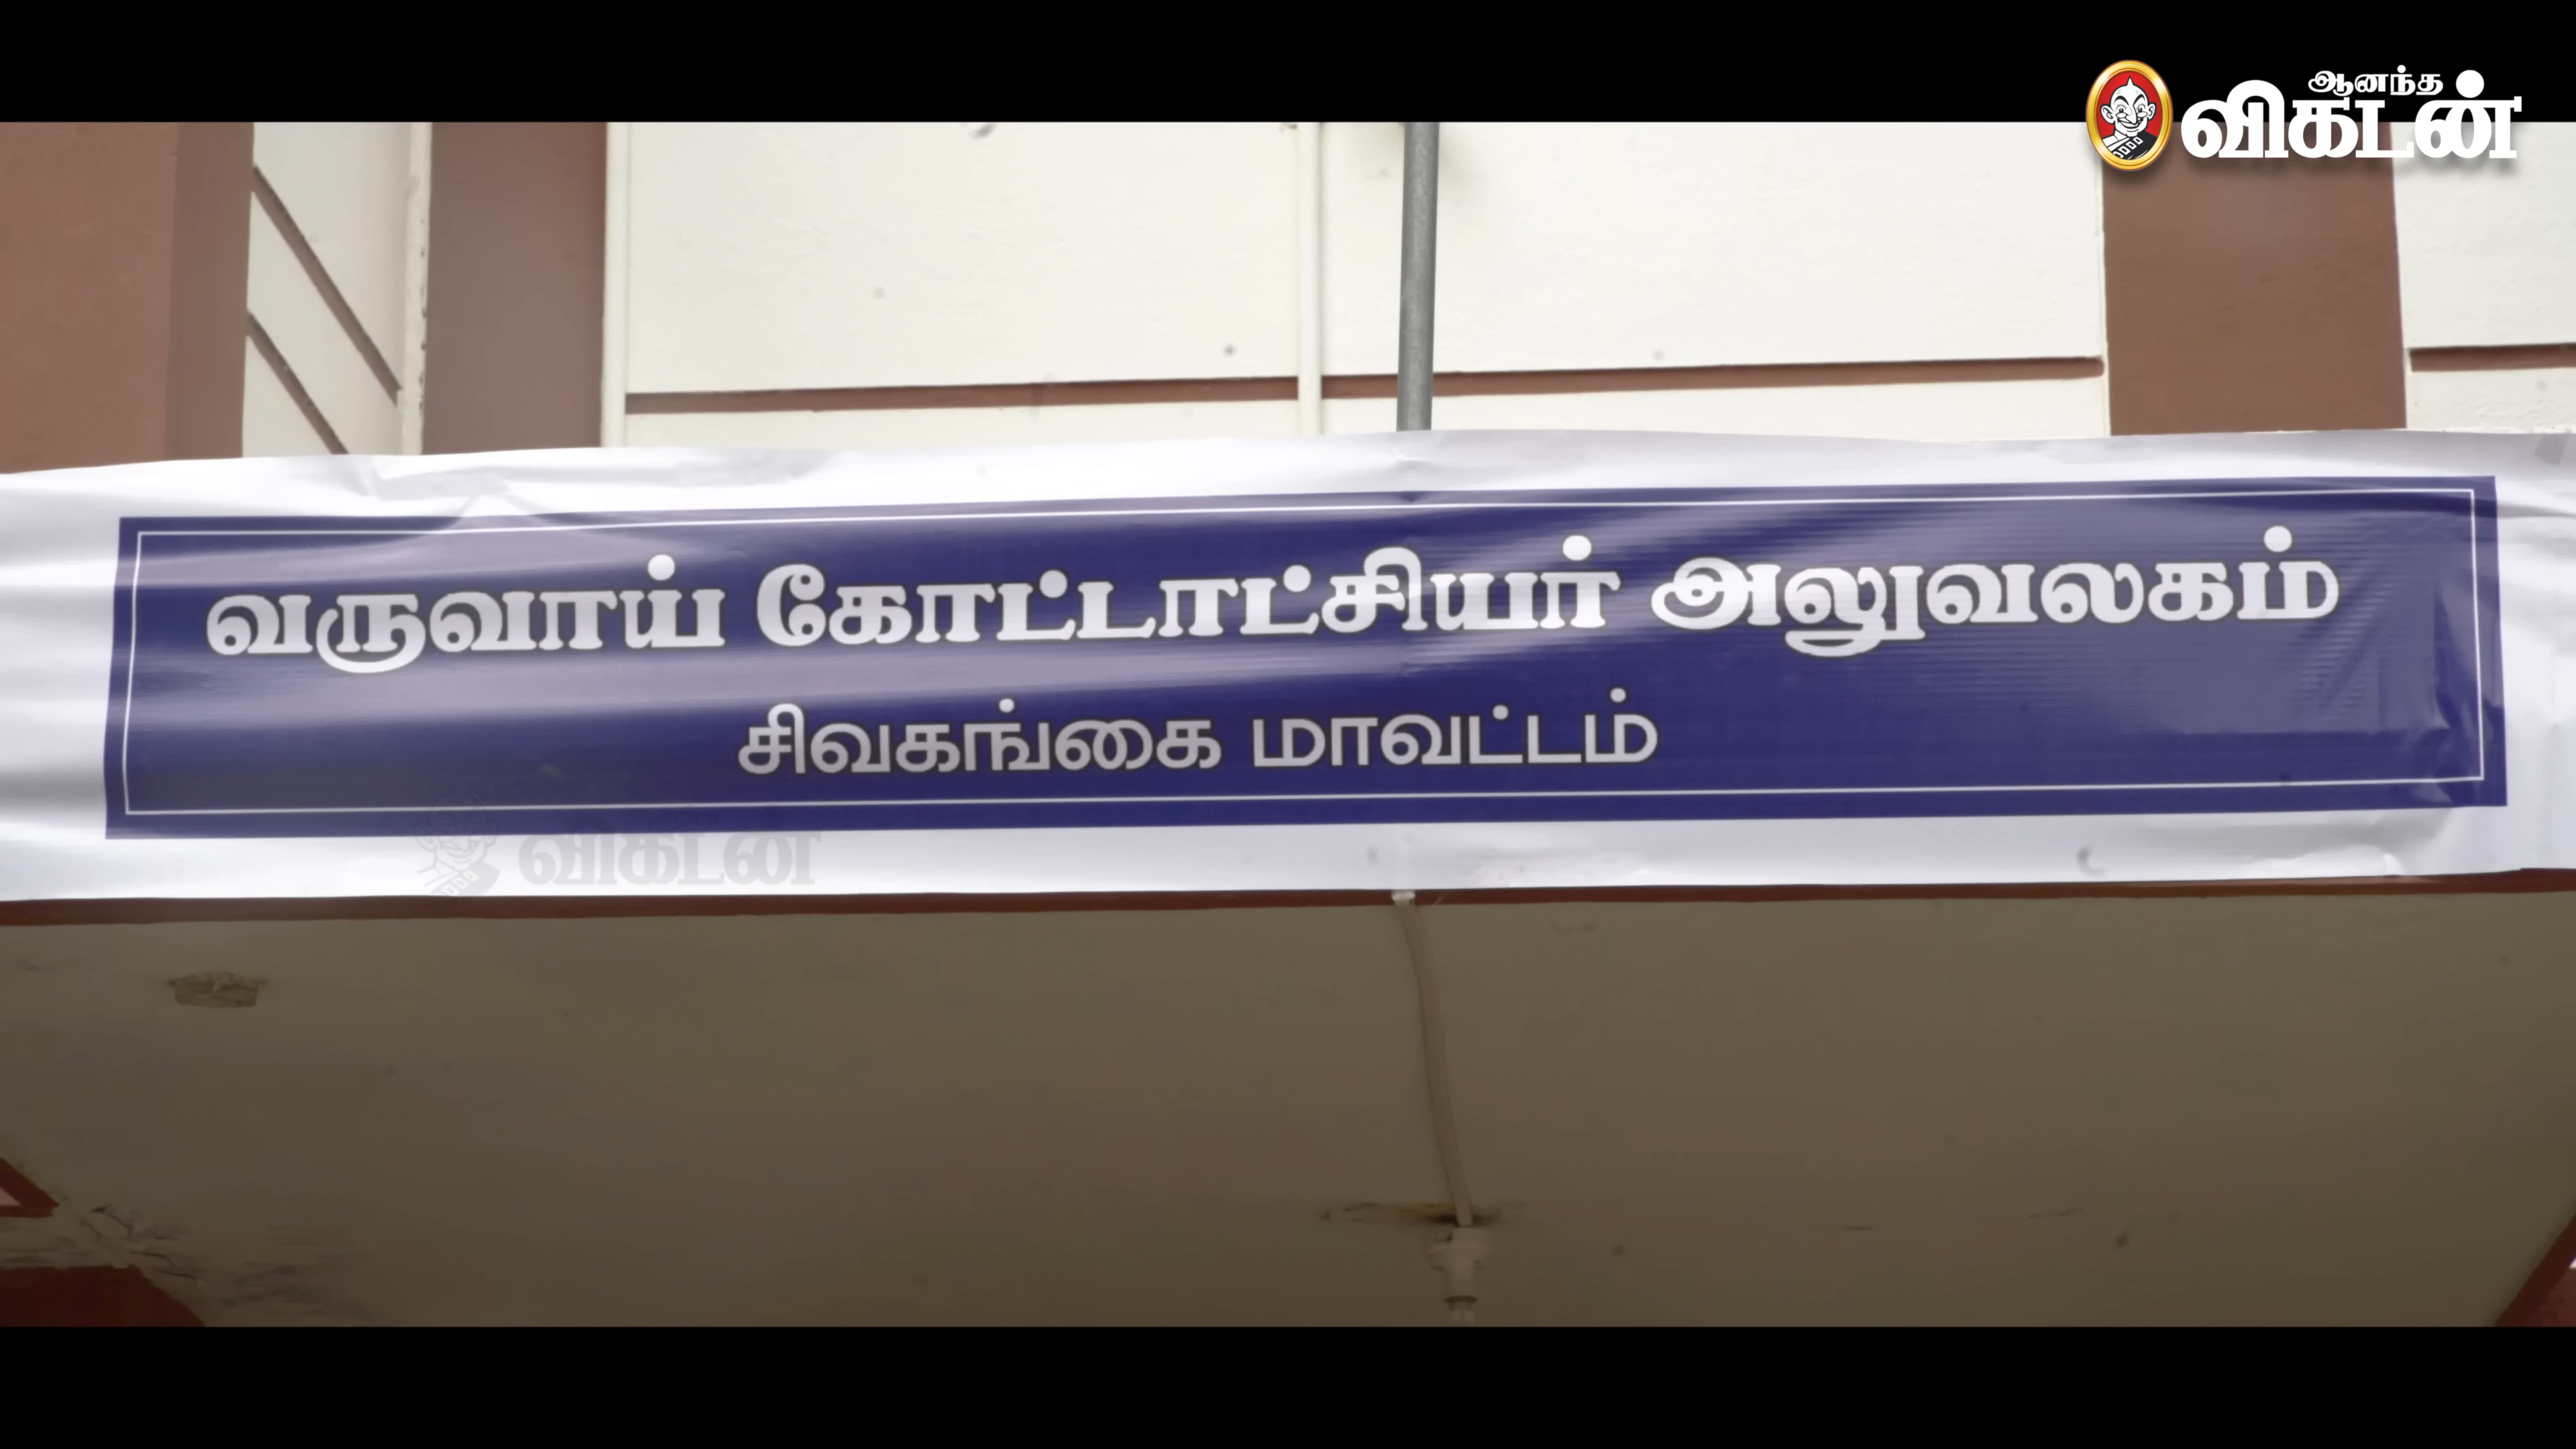 ஆனந்த
விகடன்
வருவாய் கோட்டாட்சியர் அலுவலகம்
சிவகங்கை மாவட்டம்
விகடன்